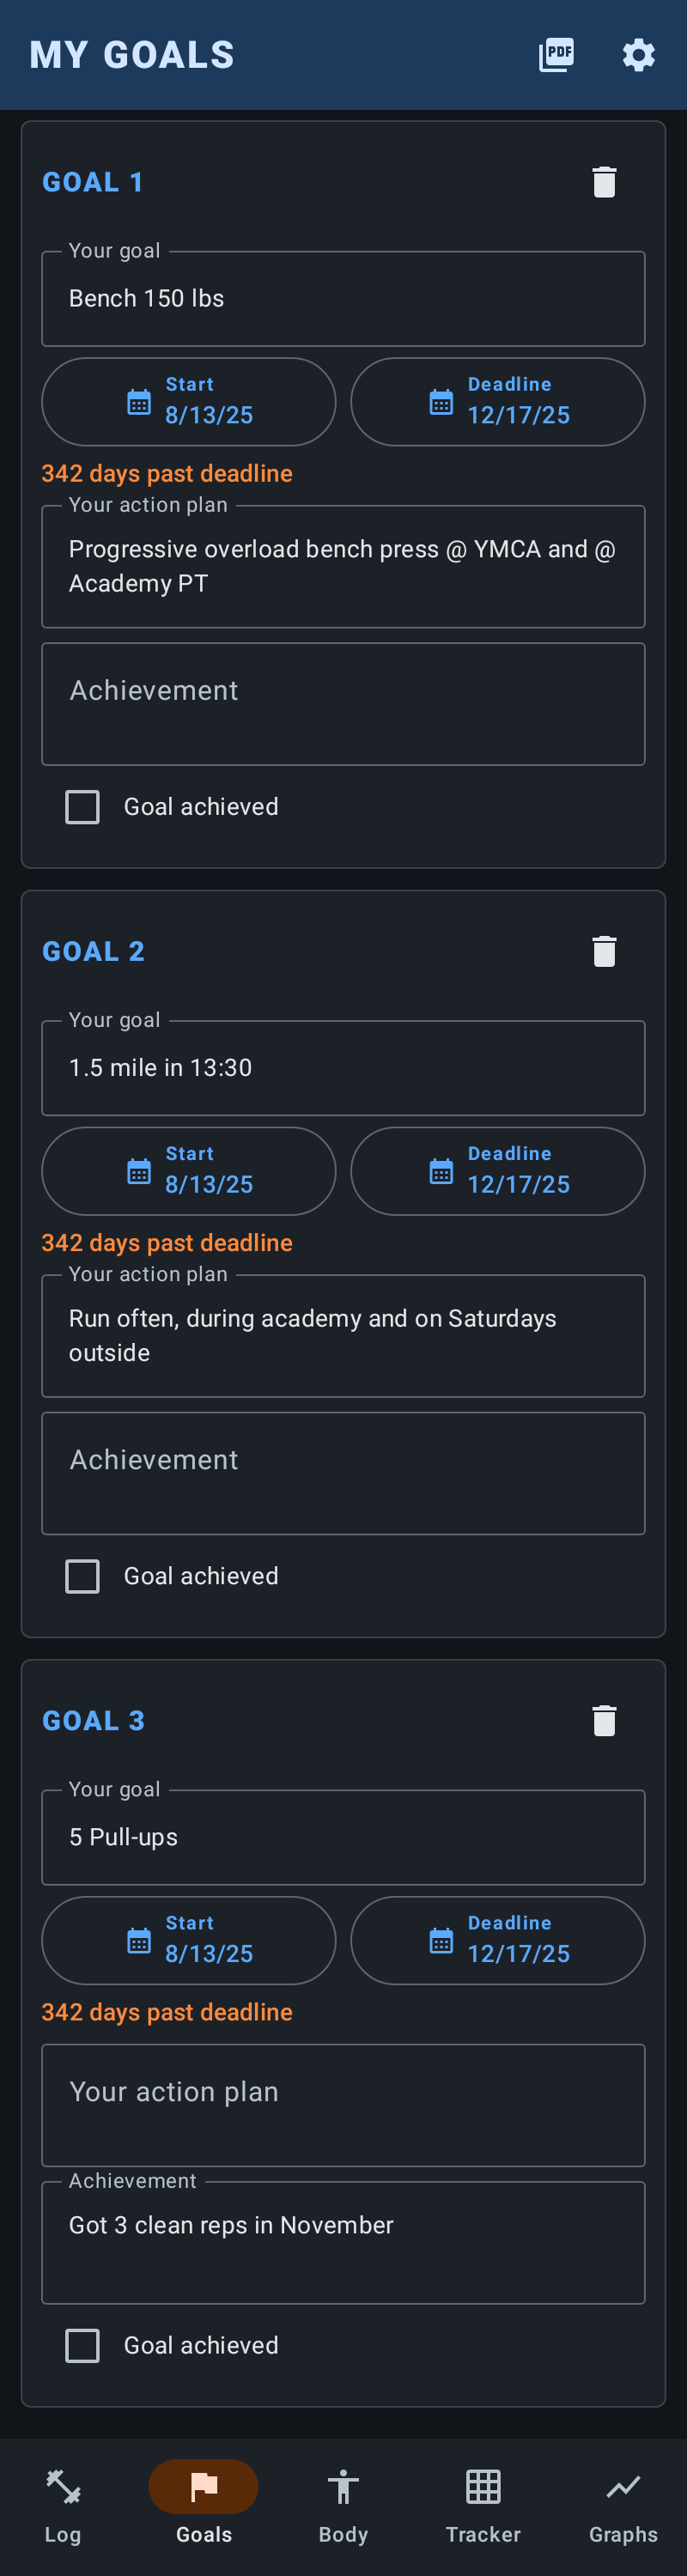 MY GOALS
PDF
GOAL 1
Your goal
Bench 150 lbs
Start
8/13/25
Deadline
12/17/25
342 days past deadline
Your action plan
Progressive overload bench press @ YMCA and @
Academy PT
Achievement
Goal achieved
GOAL 2
Your goal
1.5 mile in 13:30
Start
8/13/25
Deadline
12/17/25
342 days past deadline
Your action plan
Run often, during academy and on Saturdays
outside
Achievement
Goal achieved
GOAL 3
Your goal
5 Pull-ups
Start
8/13/25
Deadline
12/17/25
342 days past deadline
Your action plan
Achievement
Got 3 clean reps in November
Goal achieved
Log
Goals
Body
Tracker
Graphs